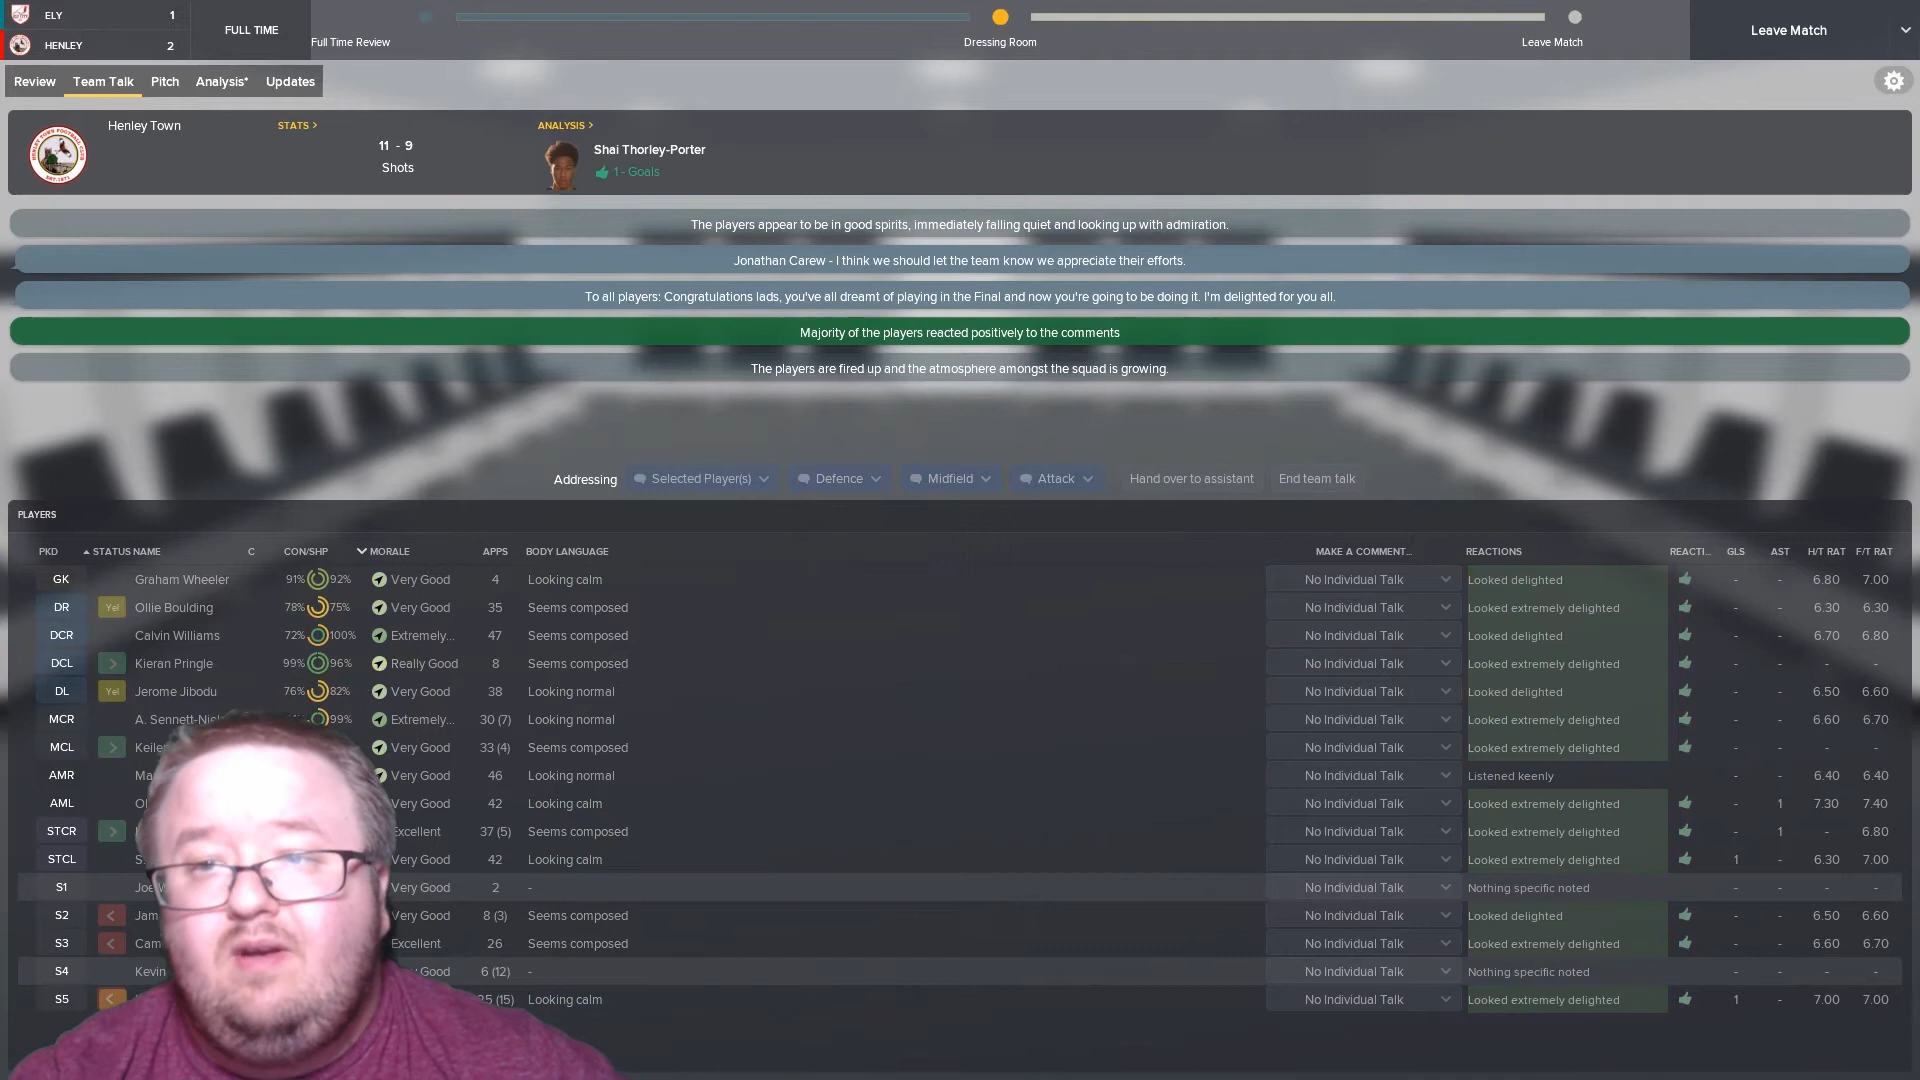 ELY 1
HENLEY 2
FULL TIME
Full Time Review
Dressing Room
Leave Match
Leave Match
Review Team Talk Pitch Analysis* Updates
Henley Town
STATS >
11 - 9
Shots
ANALYSIS >
Shai Thorley-Porter
1 - Goals
The players appear to be in good spirits, immediately falling quiet and looking up with admiration.
Jonathan Carew - I think we should let the team know we appreciate their efforts.
To all players: Congratulations lads, you've all dreamt of playing in the Final and now you're going to be doing it. I'm delighted for you all.
Majority of the players reacted positively to the comments
The players are fired up and the atmosphere amongst the squad is growing.
Addressing Selected Player(s) Defence Midfield Attack Hand over to assistant End team talk
PLAYERS
PKD STATUS NAME C CON/SHP MORALE APPS BODY LANGUAGE MAKE A COMMENT... REACTIONS REACTI... GLS AST H/T RAT F/T RAT
GK Graham Wheeler 91% 92% Very Good 4 Looking calm No Individual Talk Looked delighted - - 6.80 7.00
DR Yel Ollie Boulding 78% 75% Very Good 35 Seems composed No Individual Talk Looked extremely delighted - - 6.30 6.30
DCR Calvin Williams 72% 100% Extremely... 47 Seems composed No Individual Talk Looked delighted - - 6.70 6.80
DCL Kieran Pringle 99% 96% Really Good 8 Seems composed No Individual Talk Looked extremely delighted - - - -
DL Yel Jerome Jibodu 76% 82% Very Good 38 Looking normal No Individual Talk Looked delighted - - 6.50 6.60
MCR A. Sennett- 99% Extremely... 30 (7) Looking normal No Individual Talk Looked extremely delighted - - 6.60 6.70
MCL Very Good 33 (4) Seems composed No Individual Talk Looked extremely delighted - - - -
AMR Very Good 46 Looking normal No Individual Talk Listened keenly - - 6.40 6.40
AML Very Good 42 Looking calm No Individual Talk Looked extremely delighted - 1 7.30 7.40
STCR Excellent 37 (5) Seems composed No Individual Talk Looked extremely delighted - 1 - 6.80
STCL S. Very Good 42 Looking calm No Individual Talk Looked extremely delighted 1 - 6.30 7.00
S1 Joe Very Good 2 - No Individual Talk Nothing specific noted - - - -
S2 Jam Very Good 8 (3) Seems composed No Individual Talk Looked delighted - - 6.50 6.60
S3 Cam Excellent 26 Seems composed No Individual Talk Looked extremely delighted - - 6.60 6.70
S4 Kevin Good 6 (12) - No Individual Talk Nothing specific noted - - - -
S5 (15) Looking calm No Individual Talk Looked extremely delighted 1 - 7.00 7.00